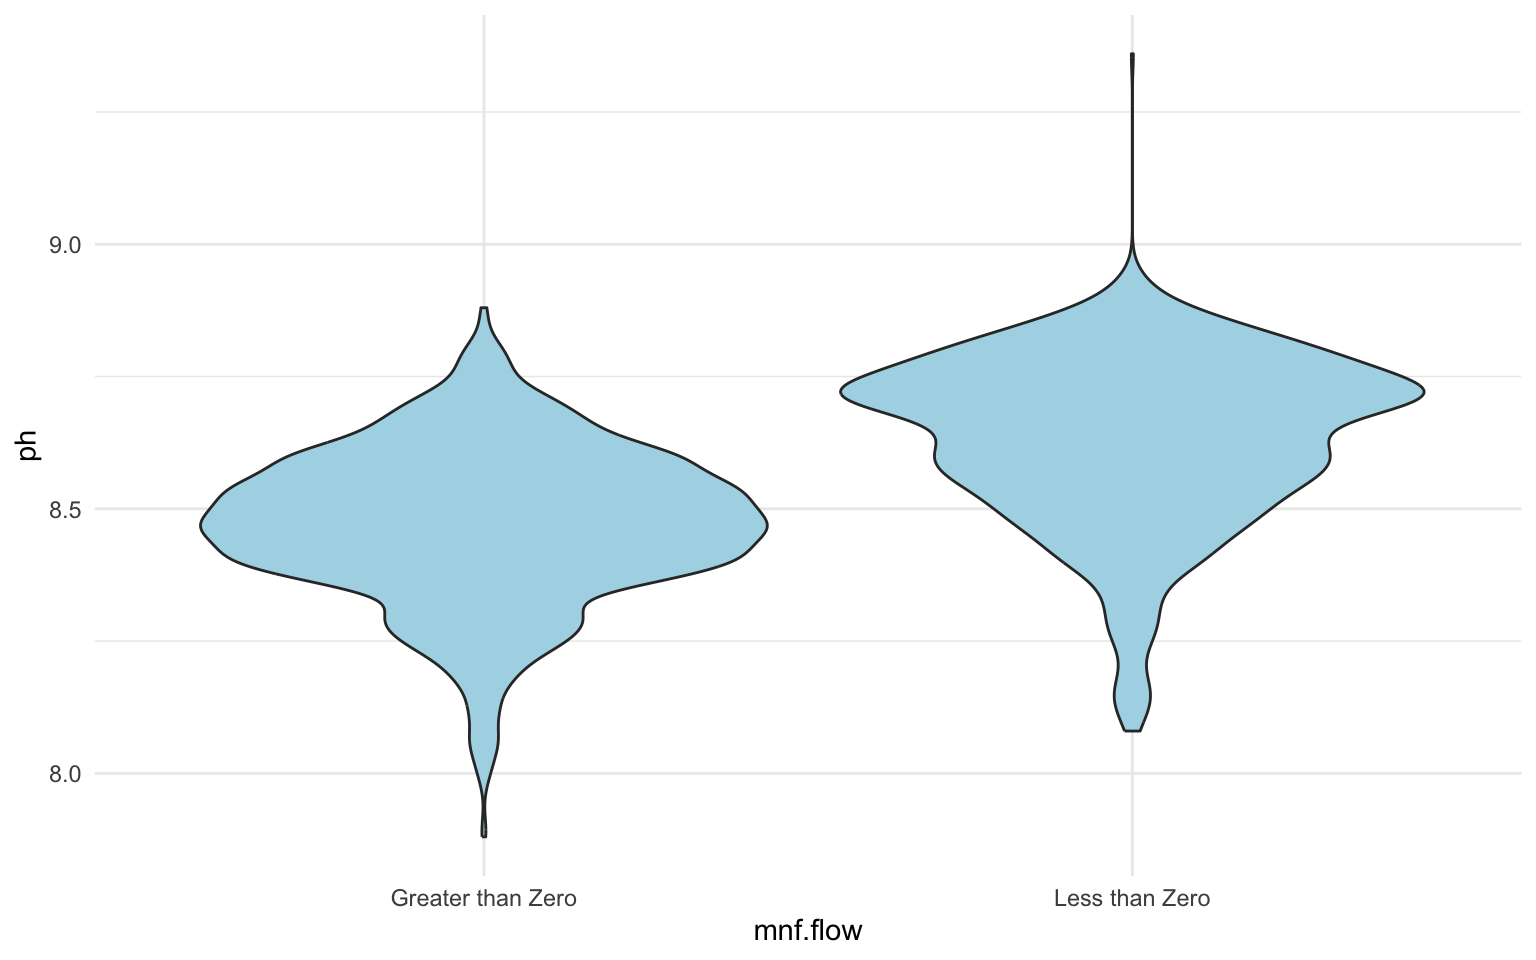 9.0
8.5
8.0
ph
Greater than Zero
Less than Zero
mnf.flow